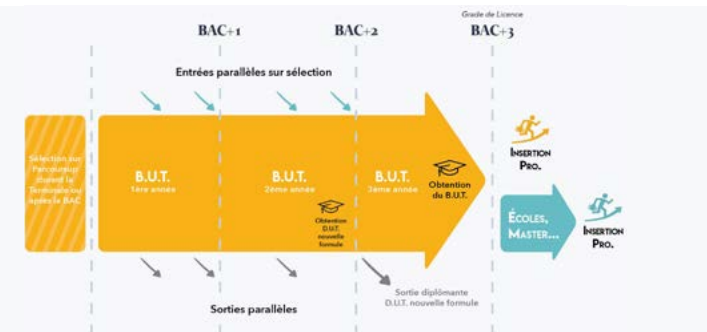 Grade de Licence
BAC+1
BAC+2
BAC+3
Entrées parallèles sur sélection
Sélection sur
Parcoursup
durant la
Terminale ou
après le BAC
B.U.T.
1ère année
B.U.T.
2ème année
B.U.T.
3ème année
Obtention
D.U.T.
nouvelle
formule
Obtention
du B.U.T.
INSERTION
PRO.
ÉCOLES,
MASTER...
INSERTION
PRO.
Sortie diplômante
D.U.T. nouvelle formule
Sorties parallèles